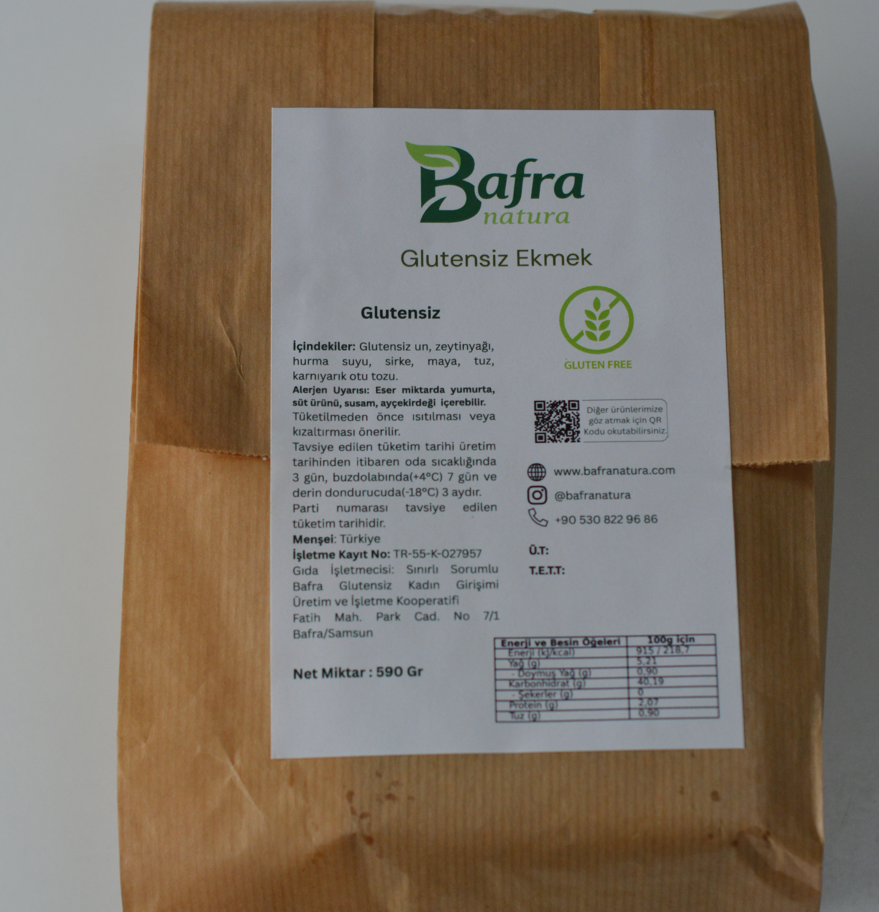 Bafra
natura
Glutensiz Ekmek
Glutensiz
İçindekiler: Glutensiz un, zeytinyağı,
hurma suyu, sirke, maya, tuz,
karnıyarık otu tozu.
Alerjen Uyarısı: Eser miktarda yumurta,
süt ürünü, susam, ayçekirdeği içerebilir.
Tüketilmeden önce ısıtılması veya
kızaltırması önerilir.
Tavsiye edilen tüketim tarihi üretim
tarihinden itibaren oda sıcaklığında
3 gün, buzdolabında(+4°C) 7 gün ve
derin dondurucuda(-18°C) 3 aydır.
Parti numarası tavsiye edilen
tüketim tarihidir.
Menşei: Türkiye
İşletme Kayıt No: TR-55-K-027957
Gıda İşletmecisi: Sınırlı Sorumlu
Bafra Glutensiz Kadın Girişimi
Üretim ve İşletme Kooperatifi
Fatih Mah. Park Cad. No 7/1
Bafra/Samsun
Net Miktar : 590 Gr
GLUTEN FREE
Diğer ürünlerimize
göz atmak için QR
Kodu okutabilirsiniz.
www.bafranatura.com
@bafranatura
+90 530 822 96 86
Ü.T:
T.E.T.T:
Enerji ve Besin Öğeleri 100g için
Enerji (kj/kcal) 915 / 218,7
Yağ (g) 5,21
- Doymuş Yağ (g) 0,90
Karbonhidrat (g) 40,19
- Şekerler (g) 0
Protein (g) 2,07
Tuz (g) 0,90